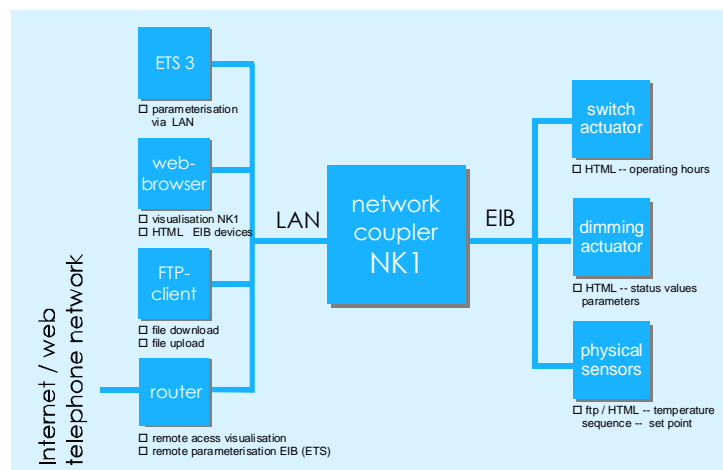 ETS 3
☐ parameterisation
via LAN
web-
browser
☐ visualisation NK1
☐ HTML EIB devices
FTP-
client
☐ file download
☐ file upload
router
☐ remote acess visualisation
☐ remote parameterisation EIB (ETS)
Internet / web
telephone network
LAN
network
coupler
NK1
EIB
switch
actuator
☐ HTML -- operating hours
dimming
actuator
☐ HTML -- status values
parameters
physical
sensors
☐ ftp / HTML -- temperature
sequence -- set point